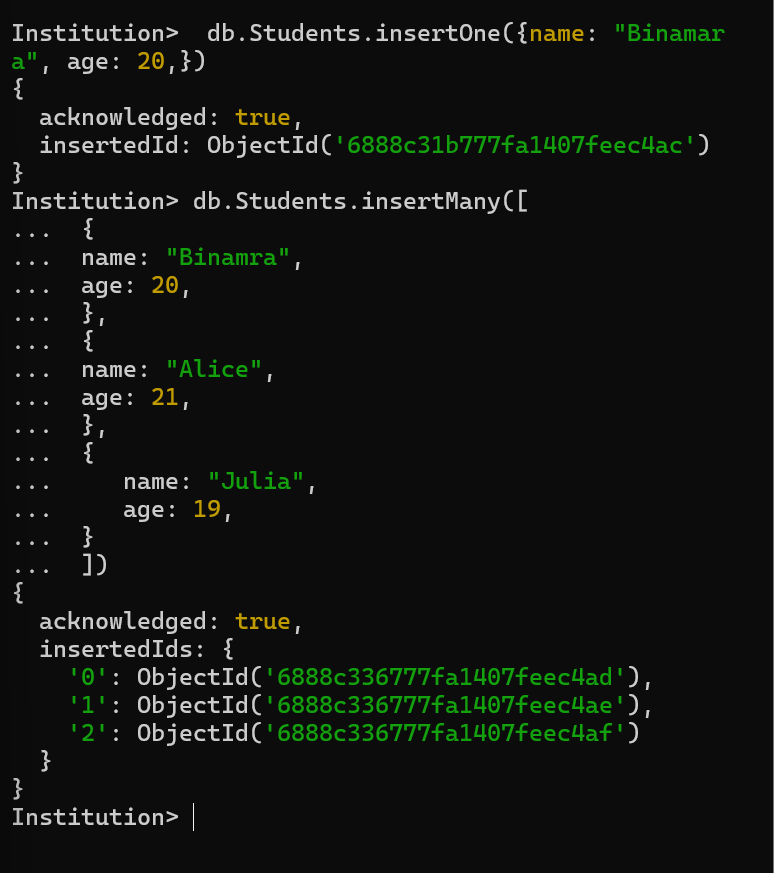 Institution>  db.Students.insertOne({name: "Binamar
a", age: 20,})
{
  acknowledged: true,
  insertedId: ObjectId('6888c31b777fa1407feec4ac')
}
Institution> db.Students.insertMany([
...  {
...  name: "Binamra",
...  age: 20,
...  },
...  {
...  name: "Alice",
...  age: 21,
...  },
...  {
...     name: "Julia",
...     age: 19,
...  }
...  ])
{
  acknowledged: true,
  insertedIds: {
    '0': ObjectId('6888c336777fa1407feec4ad'),
    '1': ObjectId('6888c336777fa1407feec4ae'),
    '2': ObjectId('6888c336777fa1407feec4af')
  }
}
Institution>